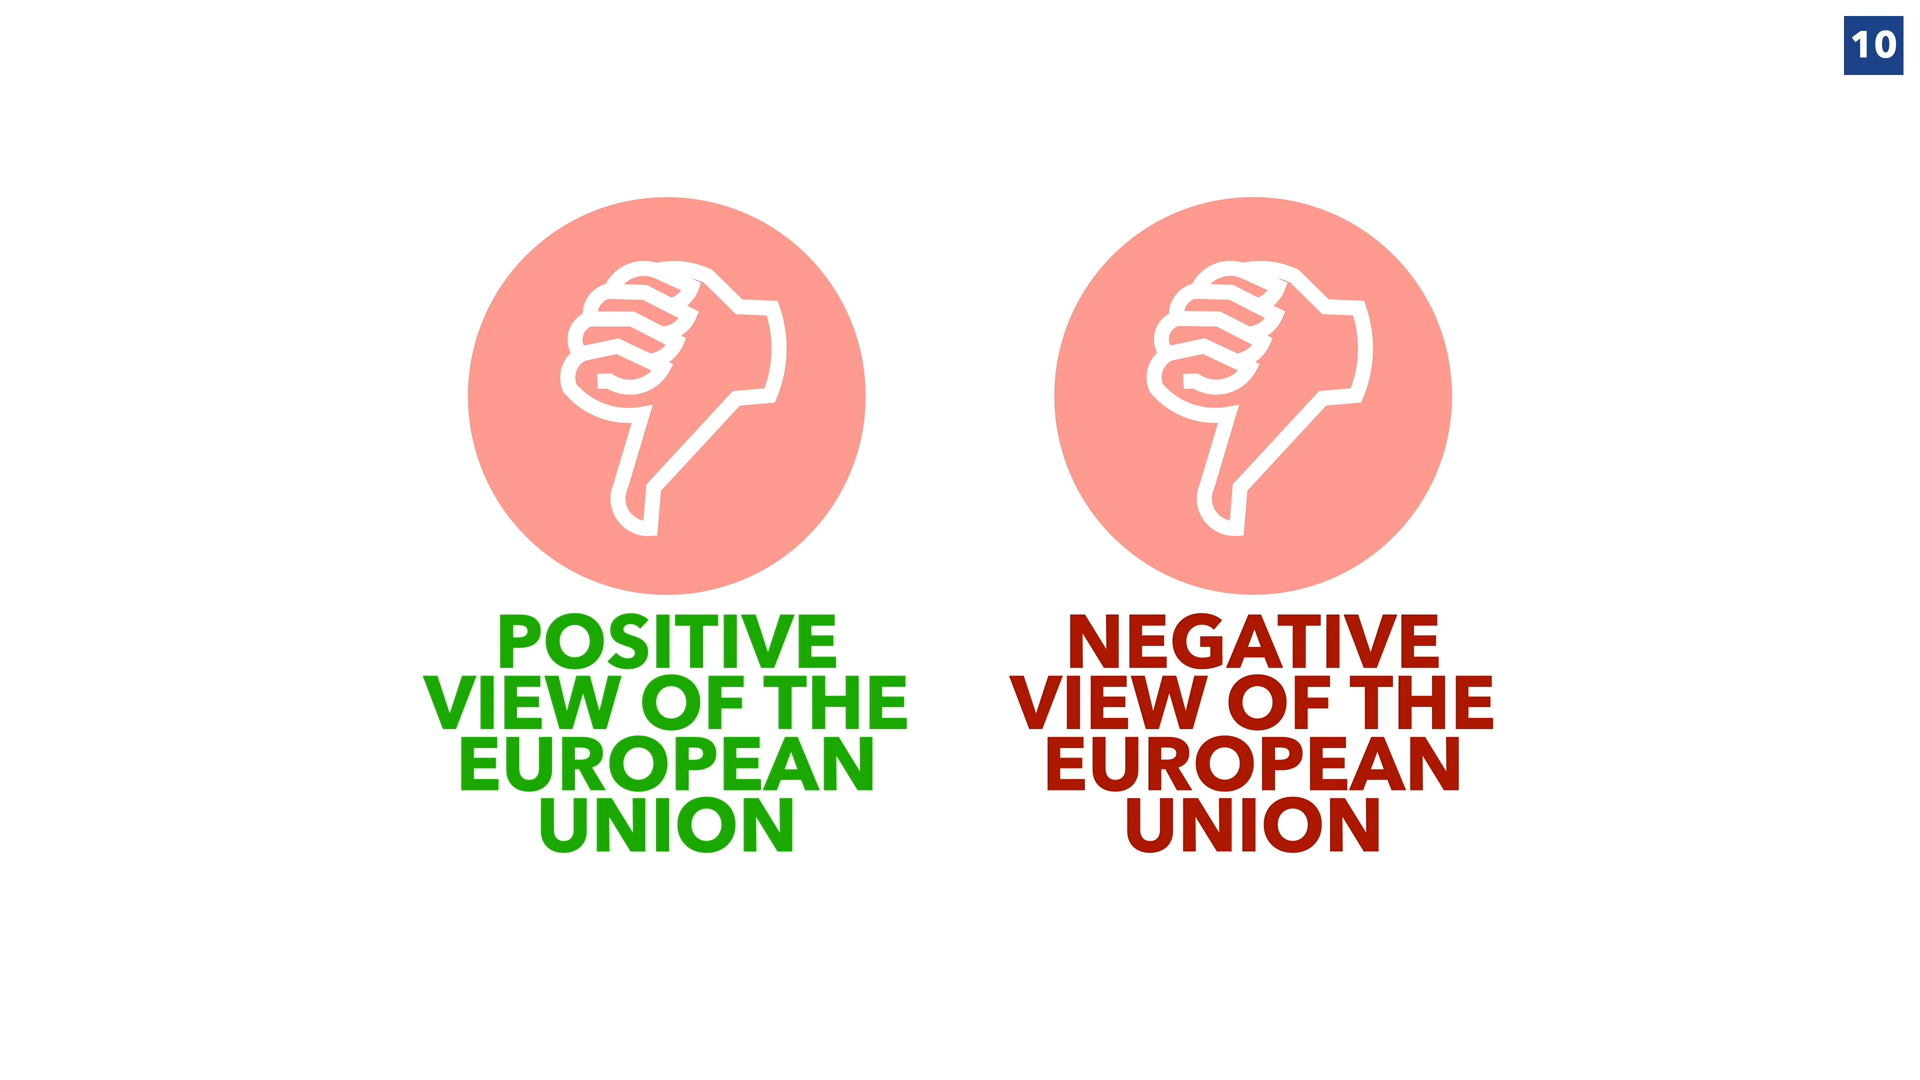 10
POSITIVE
VIEW OF THE
EUROPEAN
UNION
NEGATIVE
VIEW OF THE
EUROPEAN
UNION